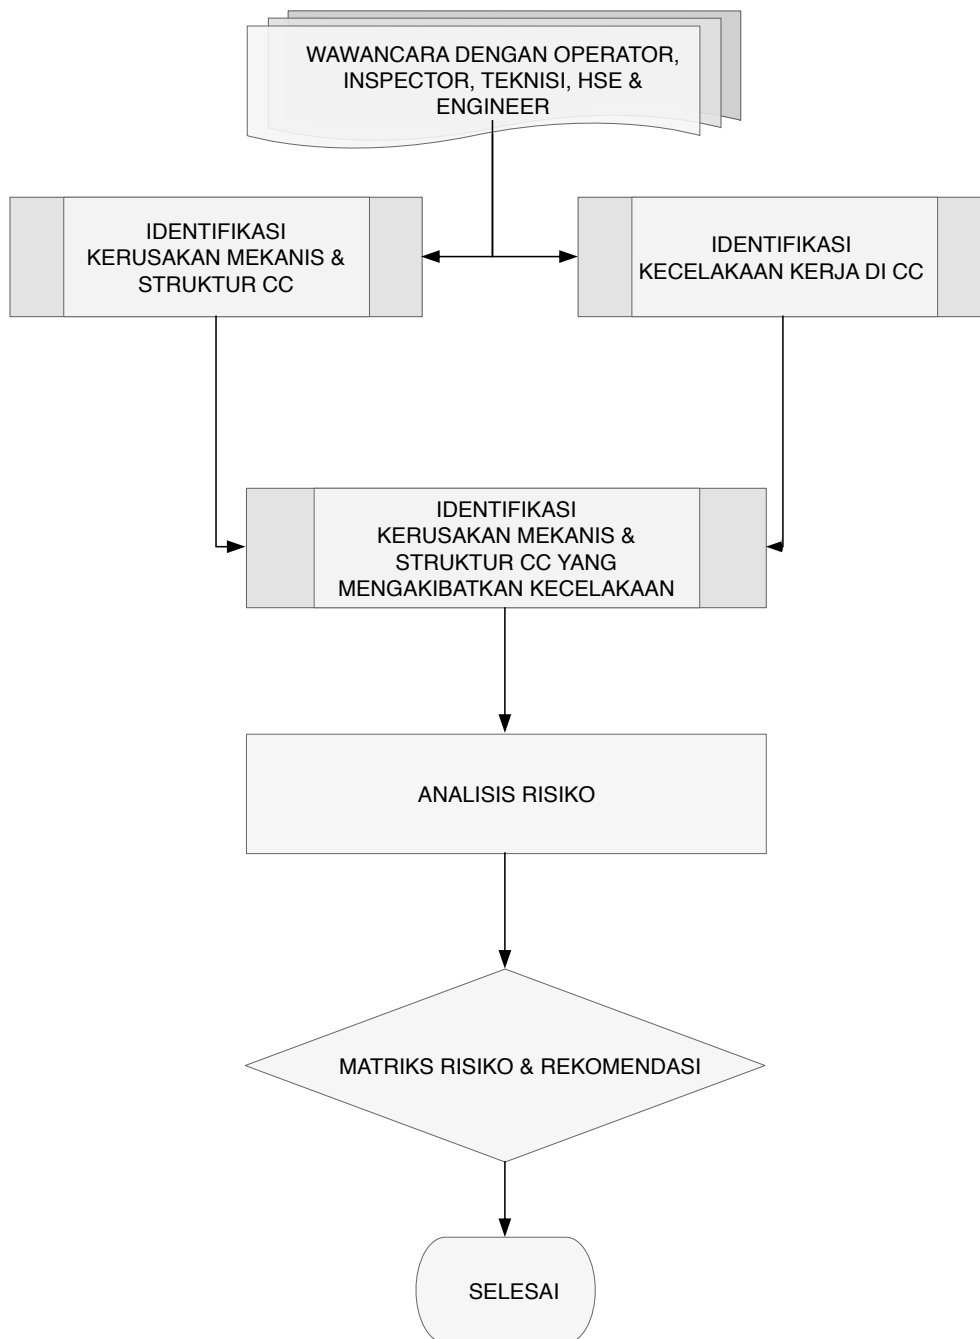 WAWANCARA DENGAN OPERATOR,
INSPECTOR, TEKNISI, HSE &
ENGINEER
IDENTIFIKASI
KERUSAKAN MEKANIS &
STRUKTUR CC
IDENTIFIKASI
KECELAKAAN KERJA DI CC
IDENTIFIKASI
KERUSAKAN MEKANIS &
STRUKTUR CC YANG
MENGAKIBATKAN KECELAKAAN
ANALISIS RISIKO
MATRIKS RISIKO & REKOMENDASI
SELESAI